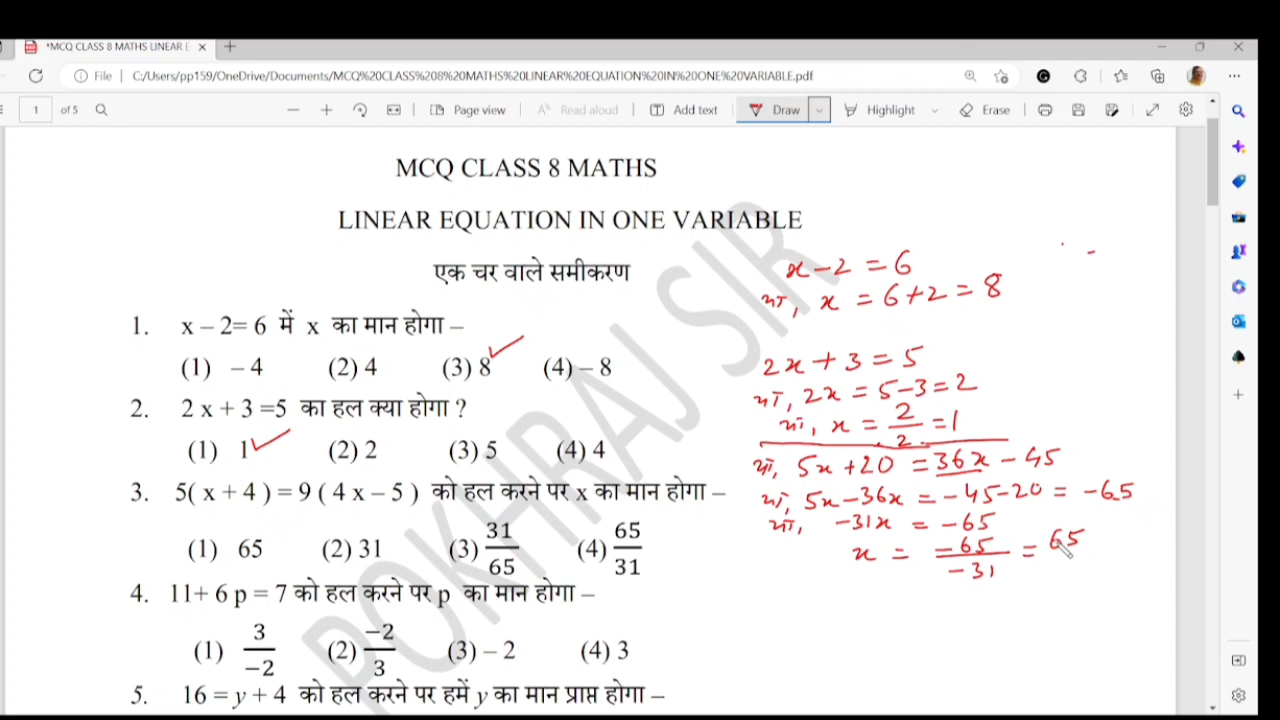 *MCQ CLASS 8 MATHS LINEAR E
File C:/Users/pp159/OneDrive/Documents/MCQ%20CLASS%208%20MATHS%20LINEAR%20EQUATION%20IN%20ONE%20VARIABLE.pdf
1 of 5 Page view Read aloud Add text Draw Highlight Erase
MCQ CLASS 8 MATHS
LINEAR EQUATION IN ONE VARIABLE
एक चर वाले समीकरण
1. x – 2= 6 में x का मान होगा –
(1) – 4 (2) 4 (3) 8 (4) – 8
2. 2 x + 3 =5 का हल क्या होगा ?
(1) 1 (2) 2 (3) 5 (4) 4
3. 5( x + 4 ) = 9 ( 4 x – 5 ) को हल करने पर x का मान होगा –
(1) 65 (2) 31 (3) 31/65 (4) 65/31
4. 11+ 6 p = 7 को हल करने पर p का मान होगा –
(1) 3/−2 (2) −2/3 (3) – 2 (4) 3
5. 16 = y + 4 को हल करने पर हमें y का मान प्राप्त होगा –
POKHRAJ SIR
x − 2 = 6
या, x = 6+2 = 8
2x + 3 = 5
या, 2x = 5−3 = 2
या, x = 2/2 = 1
या, 5x + 20 = 36x − 45
या, 5x − 36x = −45−20 = −65
या, −31x = −65
x = −65/−31 = 65